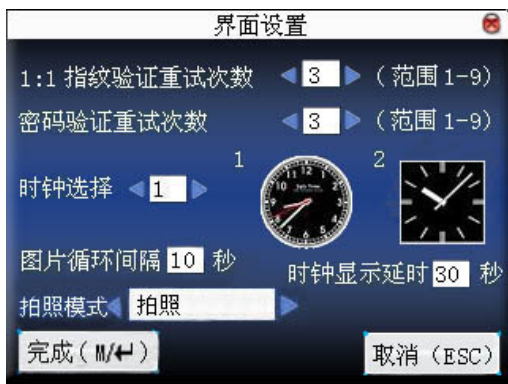 界面设置
1:1 指纹验证重试次数 3 (范围 1-9)
密码验证重试次数 3 (范围 1-9)
1 2
时钟选择 1
图片循环间隔 10 秒
时钟显示延时 30 秒
拍照模式 拍照
完成(M/↵) 取消 (ESC)